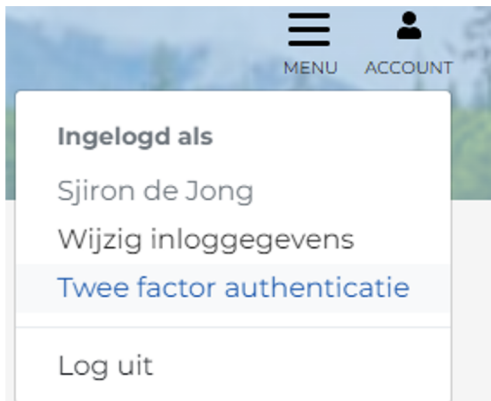 MENU ACCOUNT
Ingelogd als
Sjiron de Jong
Wijzig inloggegevens
Twee factor authenticatie
Log uit